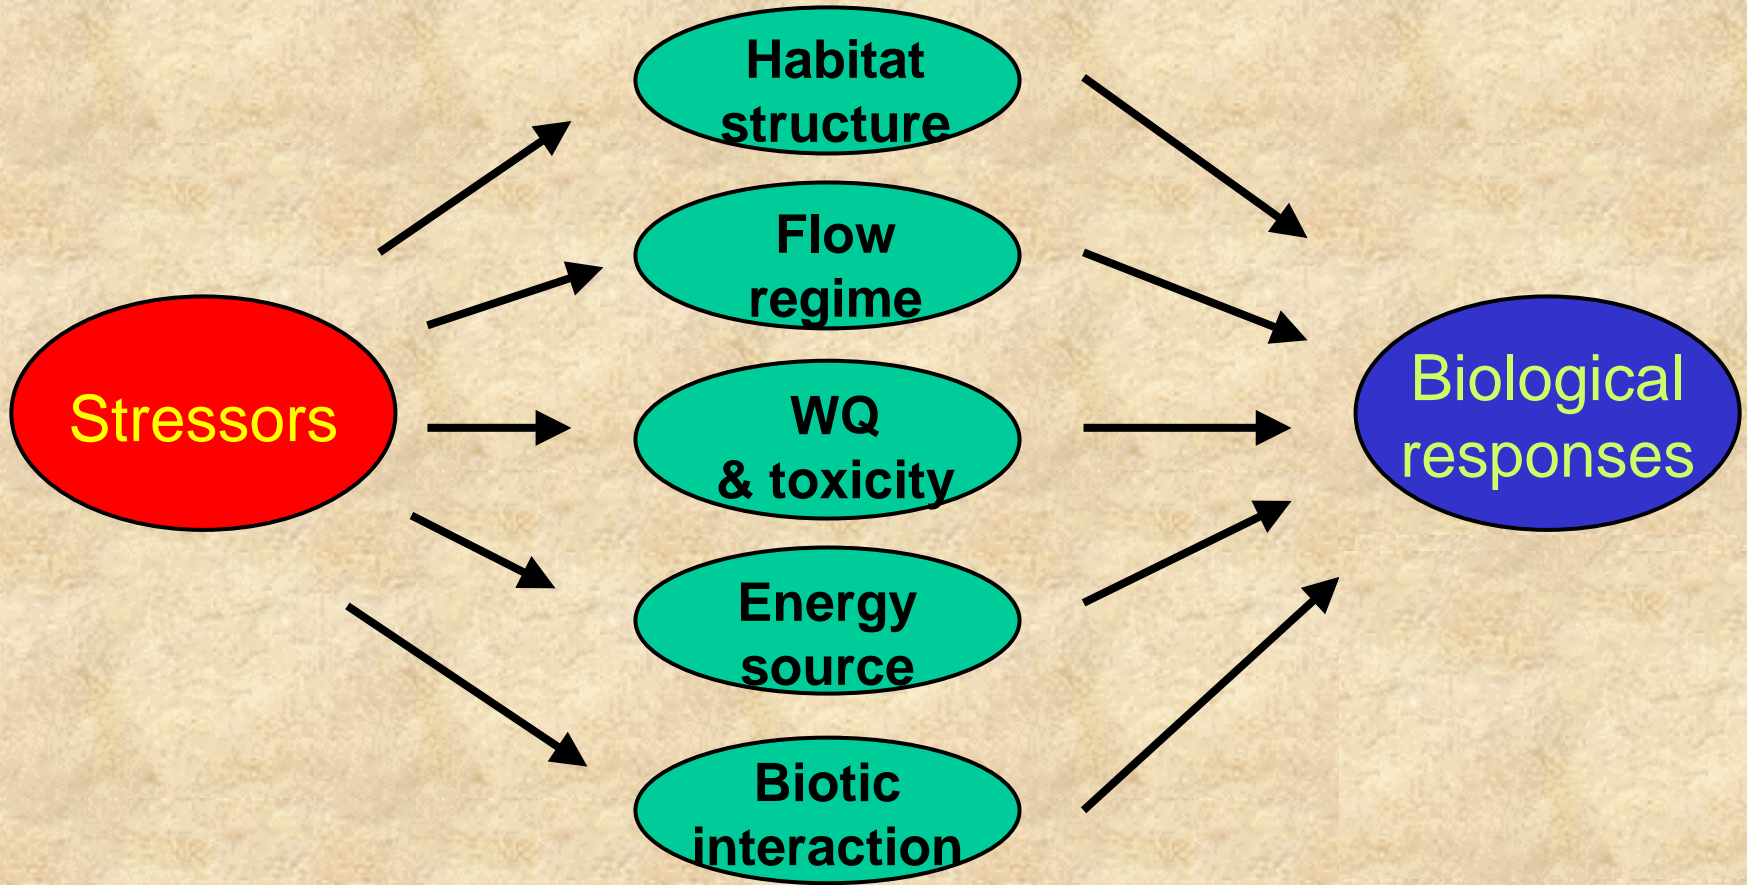 Habitat
structure
Flow
regime
Stressors
WQ
& toxicity
Biological
responses
Energy
source
Biotic
interaction